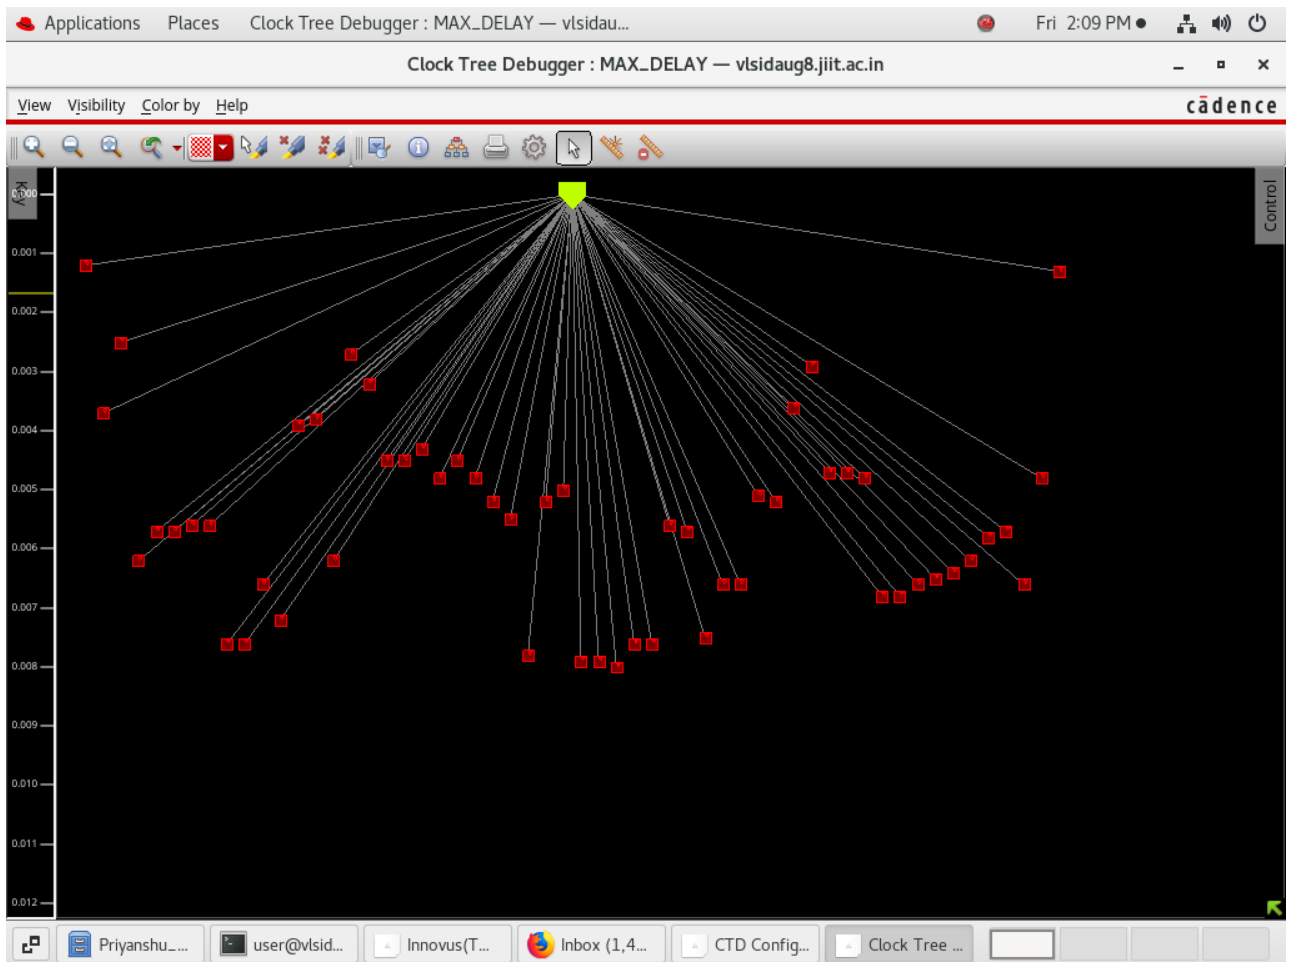 Applications Places Clock Tree Debugger : MAX_DELAY — vlsidau... Fri 2:09 PM
Clock Tree Debugger : MAX_DELAY — vlsidaug8.jiit.ac.in
View Visibility Color by Help cādence
Key
Control
0.000
0.001
0.002
0.003
0.004
0.005
0.006
0.007
0.008
0.009
0.010
0.011
0.012
Priyanshu_... user@vlsid... Innovus(T... Inbox (1,4... CTD Config... Clock Tree ...